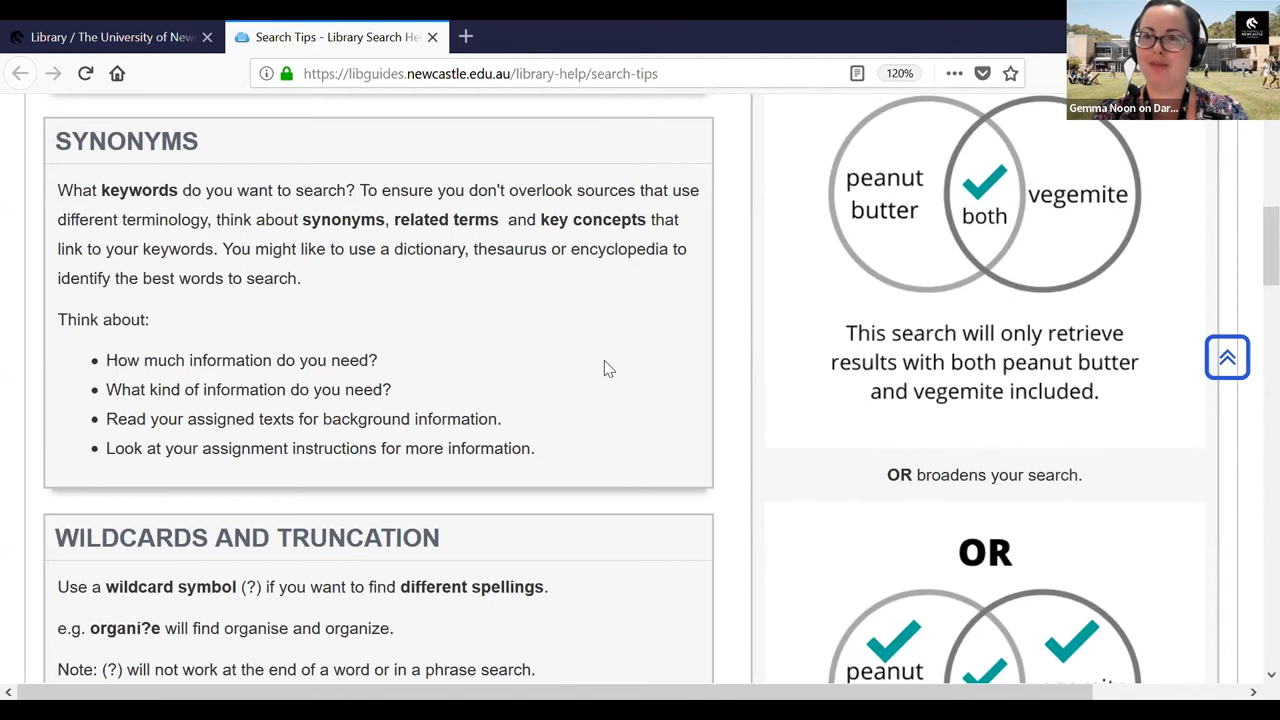 Library / The University of New
Search Tips - Library Search He
https://libguides.newcastle.edu.au/library-help/search-tips
120%
Gemma Noon on Dar...
SYNONYMS
What keywords do you want to search? To ensure you don't overlook sources that use
different terminology, think about synonyms, related terms and key concepts that
link to your keywords. You might like to use a dictionary, thesaurus or encyclopedia to
identify the best words to search.
Think about:
• How much information do you need?
• What kind of information do you need?
• Read your assigned texts for background information.
• Look at your assignment instructions for more information.
WILDCARDS AND TRUNCATION
Use a wildcard symbol (?) if you want to find different spellings.
e.g. organi?e will find organise and organize.
Note: (?) will not work at the end of a word or in a phrase search.
peanut
butter
both
vegemite
This search will only retrieve
results with both peanut butter
and vegemite included.
OR broadens your search.
OR
peanut